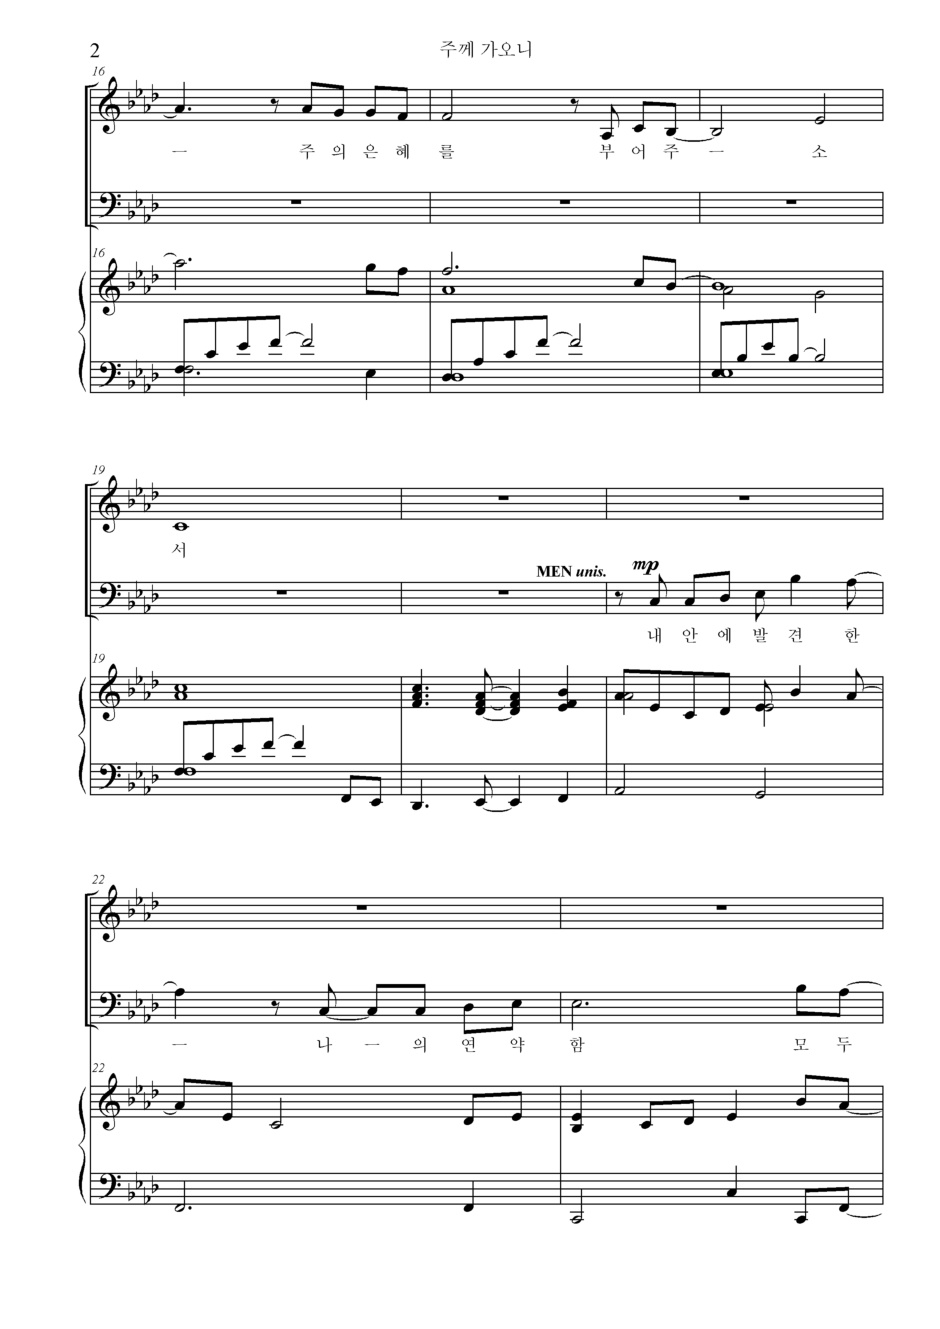 2
주께 가오니
16
ㅡ 주 의 은 혜 를 부 어 주 ㅡ 소
16
19
서
MEN unis. mp
내 안 에 발 견 한
19
22
ㅡ 나 ㅡ 의 연 약 함 모 두
22